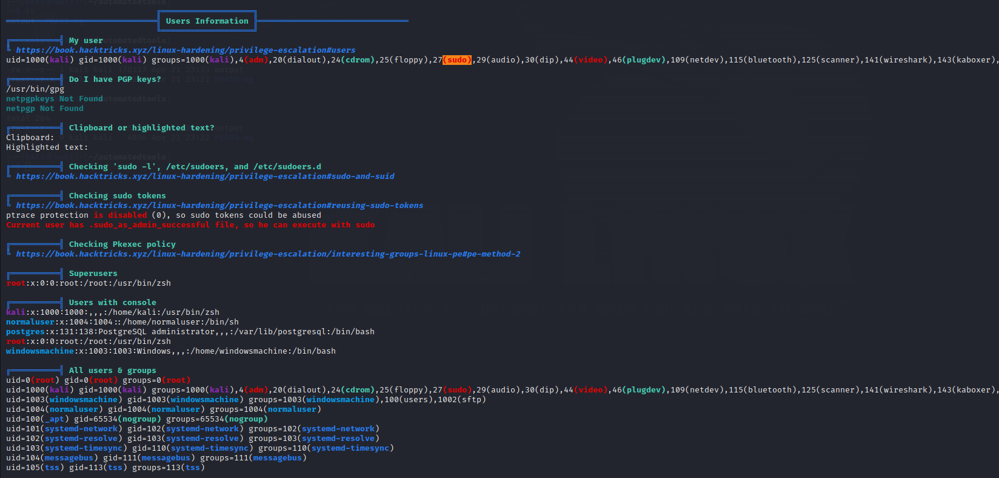 Users Information
My user
https://book.hacktricks.xyz/linux-hardening/privilege-escalation#users
uid=1000(kali) gid=1000(kali) groups=1000(kali),4(adm),20(dialout),24(cdrom),25(floppy),27(sudo),29(audio),30(dip),44(video),46(plugdev),109(netdev),115(bluetooth),125(scanner),141(wireshark),143(kaboxer),
Do I have PGP keys?
/usr/bin/gpg
netpgpkeys Not Found
netpgp Not Found
Clipboard or highlighted text?
Clipboard:
Highlighted text:
Checking 'sudo -l', /etc/sudoers, and /etc/sudoers.d
https://book.hacktricks.xyz/linux-hardening/privilege-escalation#sudo-and-suid
Checking sudo tokens
https://book.hacktricks.xyz/linux-hardening/privilege-escalation#reusing-sudo-tokens
ptrace protection is disabled (0), so sudo tokens could be abused
Current user has .sudo_as_admin_successful file, so he can execute with sudo
Checking Pkexec policy
https://book.hacktricks.xyz/linux-hardening/privilege-escalation/interesting-groups-linux-pe#pe-method-2
Superusers
root:x:0:0:root:/root:/usr/bin/zsh
Users with console
kali:x:1000:1000:,,,:/home/kali:/usr/bin/zsh
normaluser:x:1004:1004::/home/normaluser:/bin/sh
postgres:x:131:138:PostgreSQL administrator,,,:/var/lib/postgresql:/bin/bash
root:x:0:0:root:/root:/usr/bin/zsh
windowsmachine:x:1003:1003:Windows,,,:/home/windowsmachine:/bin/bash
All users & groups
uid=0(root) gid=0(root) groups=0(root)
uid=1000(kali) gid=1000(kali) groups=1000(kali),4(adm),20(dialout),24(cdrom),25(floppy),27(sudo),29(audio),30(dip),44(video),46(plugdev),109(netdev),115(bluetooth),125(scanner),141(wireshark),143(kaboxer),
uid=1003(windowsmachine) gid=1003(windowsmachine) groups=1003(windowsmachine),100(users),1002(sftp)
uid=1004(normaluser) gid=1004(normaluser) groups=1004(normaluser)
uid=100(_apt) gid=65534(nogroup) groups=65534(nogroup)
uid=101(systemd-network) gid=102(systemd-network) groups=102(systemd-network)
uid=102(systemd-resolve) gid=103(systemd-resolve) groups=103(systemd-resolve)
uid=103(systemd-timesync) gid=110(systemd-timesync) groups=110(systemd-timesync)
uid=104(messagebus) gid=111(messagebus) groups=111(messagebus)
uid=105(tss) gid=113(tss) groups=113(tss)